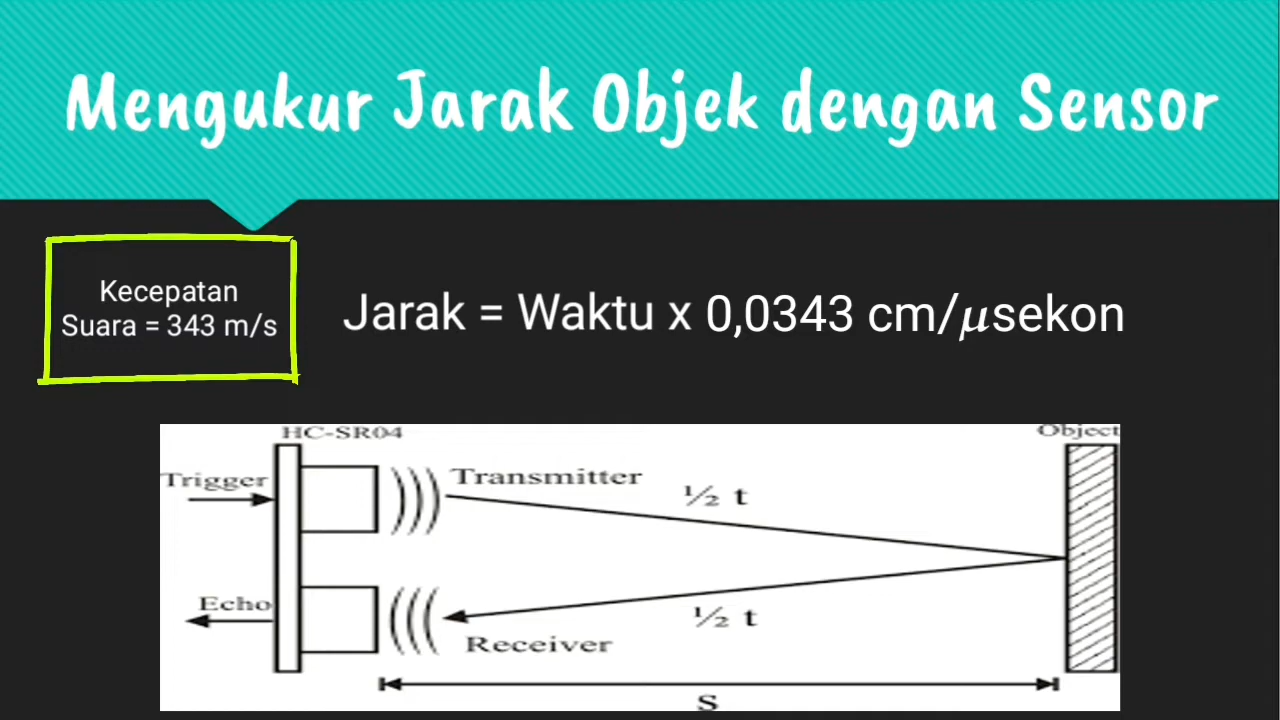 Mengukur Jarak Objek dengan Sensor
Kecepatan
Suara = 343 m/s
Jarak = Waktu x 0,0343 cm/μsekon
HC-SR04
Object
Trigger
Transmitter
½ t
Echo
½ t
Receiver
S